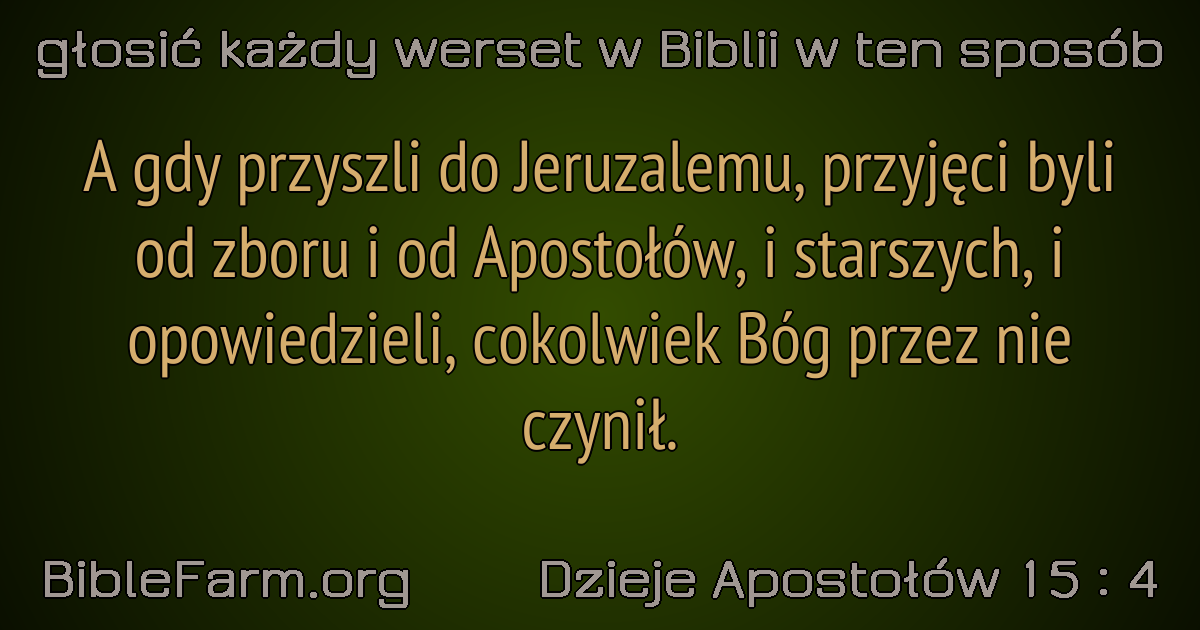 głosić każdy werset w Biblii w ten sposób
A gdy przyszli do Jeruzalemu, przyjęci byli
od zboru i od Apostołów, i starszych, i
opowiedzieli, cokolwiek Bóg przez nie
czynił.
BibleFarm.org
Dzieje Apostołów 15 : 4